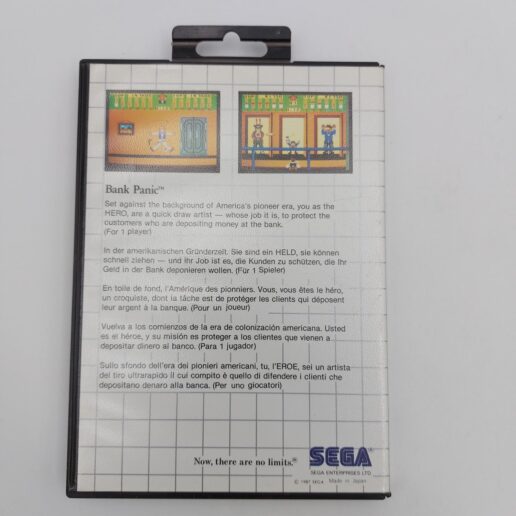 Bank Panic™
Set against the background of America's pioneer era, you as the
HERO, are a quick draw artist — whose job it is, to protect the
customers who are depositing money at the bank.
(For 1 player)
In der amerikanischen Gründerzeit. Sie sind ein HELD, sie können
schnell ziehen — und ihr Job ist es, die Kunden zu schützen, die ihr
Geld in der Bank deponieren wollen. (Für 1 Spieler)
En toile de fond, l'Amérique des pionniers. Vous, vous êtes le héro,
un croquiste, dont la tâche est de protéger les clients qui déposent
leur argent à la banque. (Pour un joueur)
Vuelva a los comienzos de la era de colonización americana. Usted
es el héroe, y su misión es proteger a los clientes que vienen a
depositar dinero al banco. (Para 1 jugador)
Sullo sfondo dell'era dei pionieri americani, tu, l'EROE, sei un artista
del tiro ultrarapido il cui compito è quello di difendere i clienti che
depositano denaro alla banca. (Per uno giocatori)
Now, there are no limits.®
SEGA®
SEGA ENTERPRISES LTD
© 1987 SEGA Made in Japan